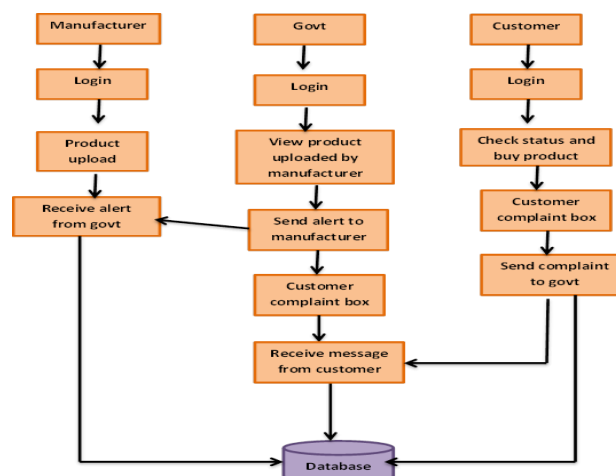 Manufacturer
Login
Product
upload
Receive alert
from govt
Govt
Login
View product
uploaded by
manufacturer
Send alert to
manufacturer
Customer
complaint box
Receive message
from customer
Customer
Login
Check status and
buy product
Customer
complaint box
Send complaint
to govt
Database